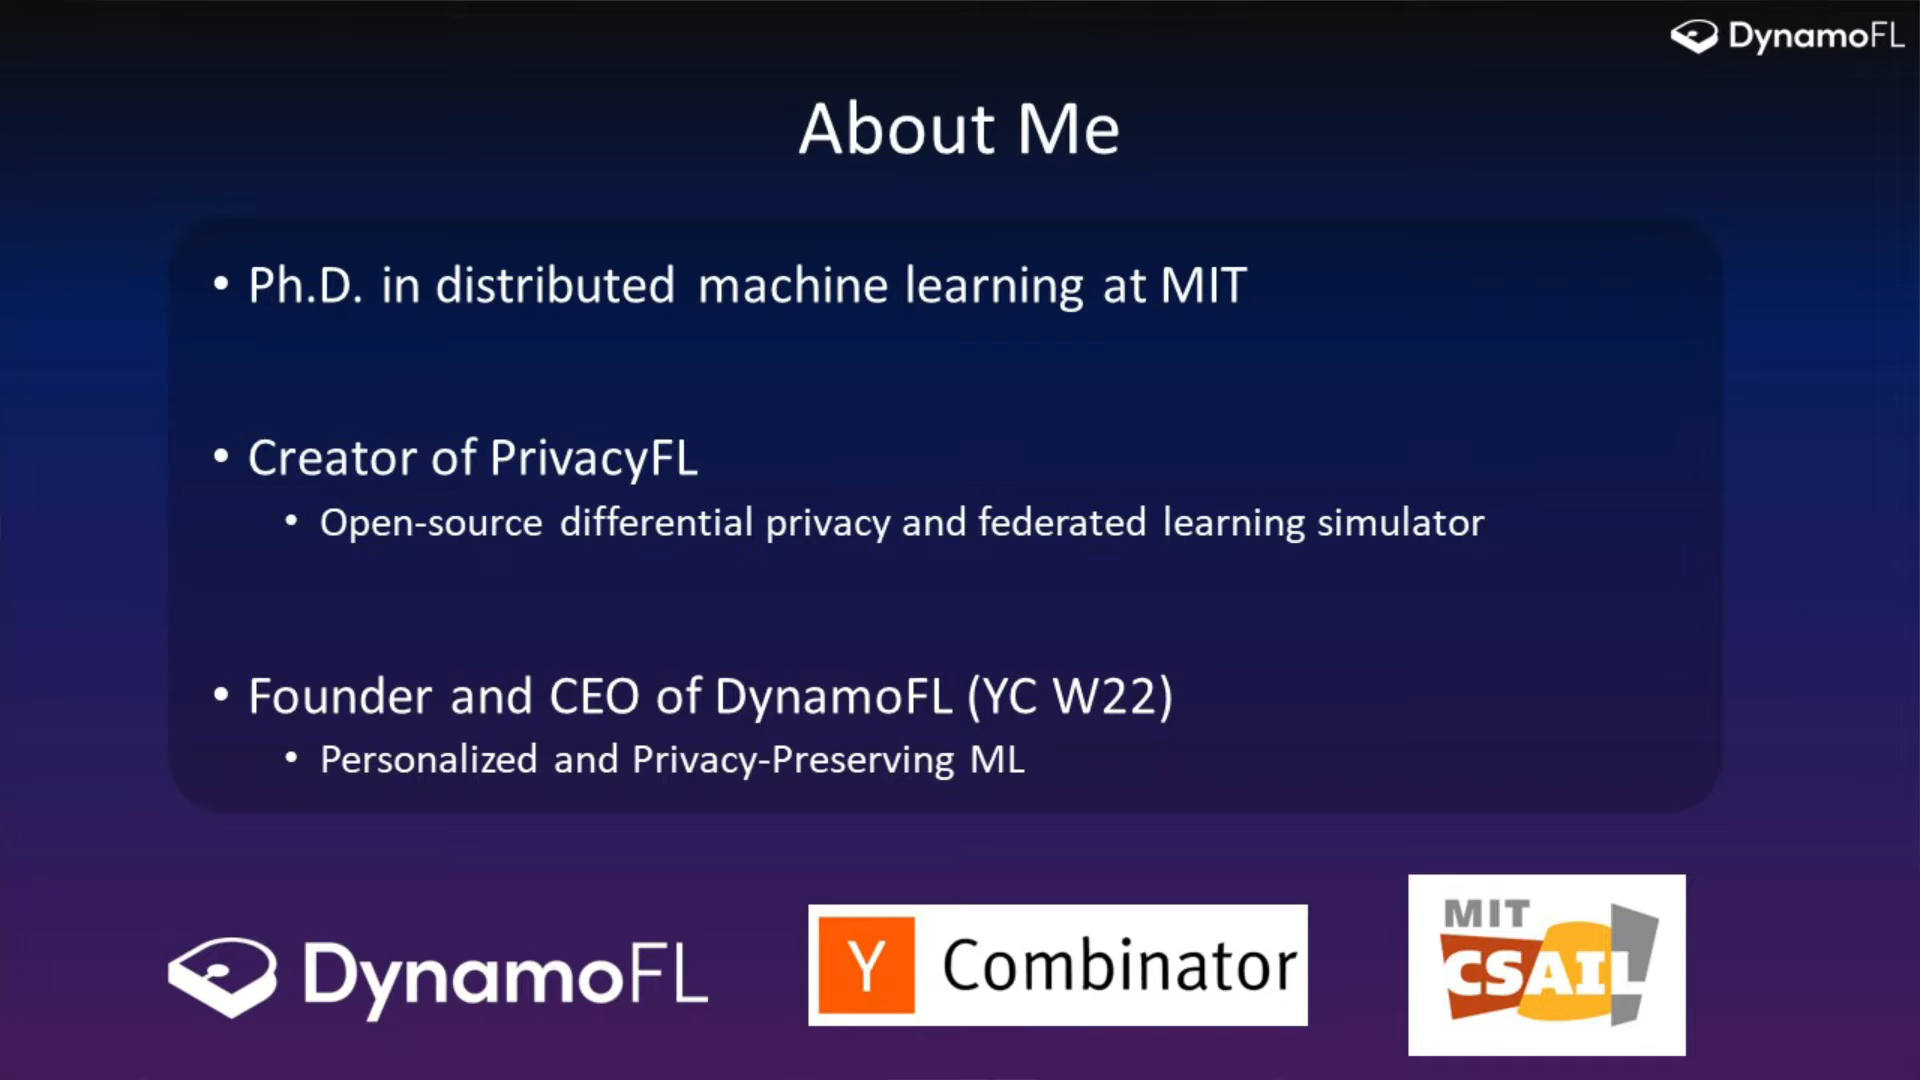 DynamoFL
About Me
• Ph.D. in distributed machine learning at MIT
• Creator of PrivacyFL
• Open-source differential privacy and federated learning simulator
• Founder and CEO of DynamoFL (YC W22)
• Personalized and Privacy-Preserving ML
DynamoFL
Y Combinator
MIT
CSAIL